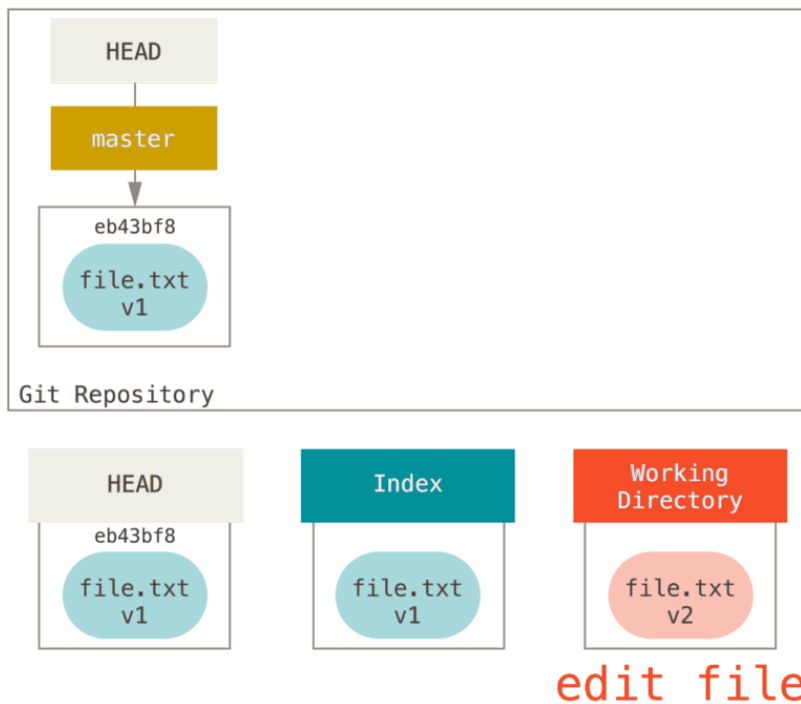 HEAD
master
eb43bf8
file.txt
v1
Git Repository
HEAD
Index
Working
Directory
eb43bf8
file.txt
v1
file.txt
v1
file.txt
v2
edit file